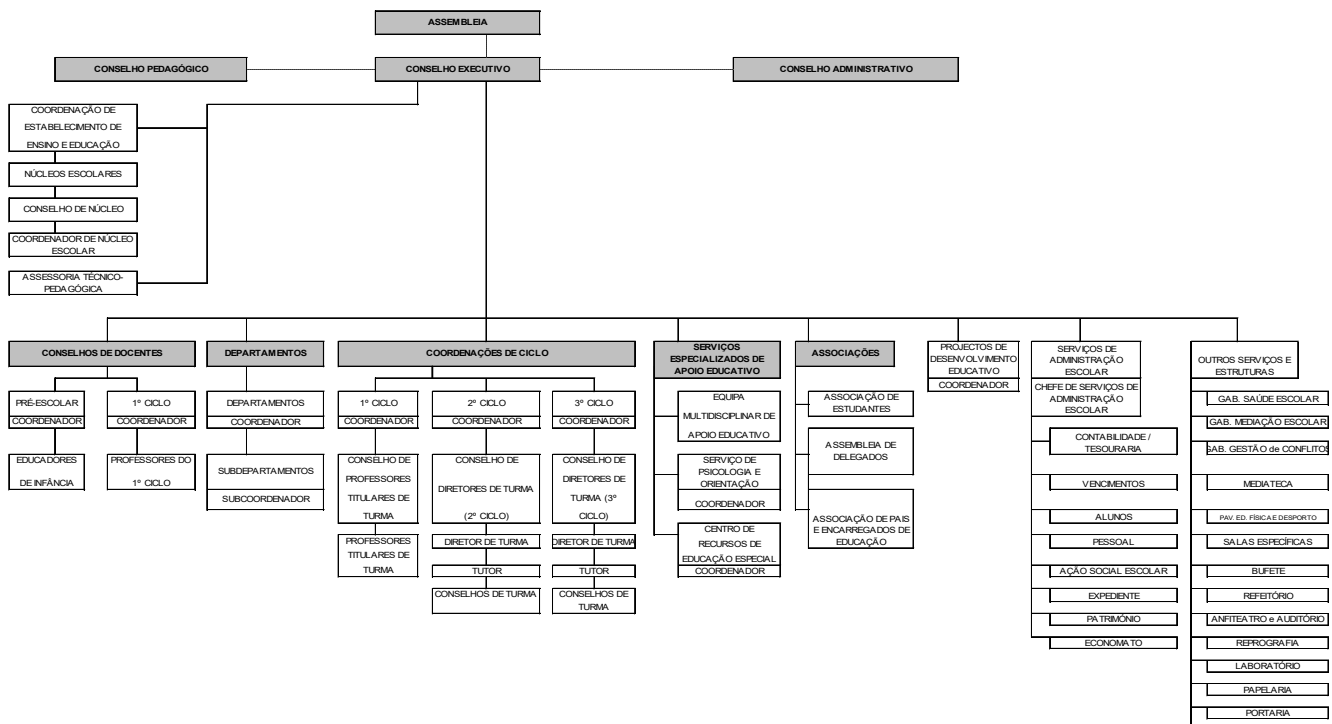 ASSEMBLEIA
CONSELHO PEDAGÓGICO
CONSELHO EXECUTIVO
CONSELHO ADMINISTRATIVO
COORDENAÇÃO DE
ESTABELECIMENTO DE
ENSINO E EDUCAÇÃO
NÚCLEOS ESCOLARES
CONSELHO DE NÚCLEO
COORDENADOR DE NÚCLEO
ESCOLAR
ASSESSORIA TÉCNICO-
PEDAGÓGICA
CONSELHOS DE DOCENTES
PRÉ-ESCOLAR
COORDENADOR
EDUCADORES
DE INFÂNCIA
1º CICLO
COORDENADOR
PROFESSORES DO
1º CICLO
DEPARTAMENTOS
DEPARTAMENTOS
COORDENADOR
SUBDEPARTAMENTOS
SUBCOORDENADOR
COORDENAÇÕES DE CICLO
1º CICLO
COORDENADOR
CONSELHO DE
PROFESSORES
TITULARES DE
TURMA
PROFESSORES
TITULARES DE
TURMA
2º CICLO
COORDENADOR
CONSELHO DE
DIRETORES DE TURMA
(2º CICLO)
DIRETOR DE TURMA
TUTOR
CONSELHOS DE TURMA
3º CICLO
COORDENADOR
CONSELHO DE
DIRETORES DE
TURMA (3º
CICLO)
DIRETOR DE TURMA
TUTOR
CONSELHOS DE
TURMA
SERVIÇOS
ESPECIALIZADOS DE
APOIO EDUCATIVO
EQUIPA
MULTIDISCIPLINAR DE
APOIO EDUCATIVO
SERVIÇO DE
PSICOLOGIA E
ORIENTAÇÃO
COORDENADOR
CENTRO DE
RECURSOS DE
EDUCAÇÃO ESPECIAL
COORDENADOR
ASSOCIAÇÕES
ASSOCIAÇÃO DE
ESTUDANTES
ASSEMBLEIA DE
DELEGADOS
ASSOCIAÇÃO DE PAIS
E ENCARREGADOS DE
EDUCAÇÃO
PROJECTOS DE
DESENVOLVIMENTO
EDUCATIVO
COORDENADOR
SERVIÇOS DE
ADMINISTRAÇÃO
ESCOLAR
CHEFE DE SERVIÇOS DE
ADMINISTRAÇÃO
ESCOLAR
CONTABILIDADE /
TESOURARIA
VENCIMENTOS
ALUNOS
PESSOAL
AÇÃO SOCIAL ESCOLAR
EXPEDIENTE
PATRIMÓNIO
ECONOMATO
OUTROS SERVIÇOS E
ESTRUTURAS
GAB. SAÚDE ESCOLAR
GAB. MEDIAÇÃO ESCOLAR
GAB. GESTÃO de CONFLITOS
MEDIATECA
PAV. ED. FÍSICA E DESPORTO
SALAS ESPECÍFICAS
BUFETE
REFEITÓRIO
ANFITEATRO e AUDITÓRIO
REPROGRAFIA
LABORATÓRIO
PAPELARIA
PORTARIA